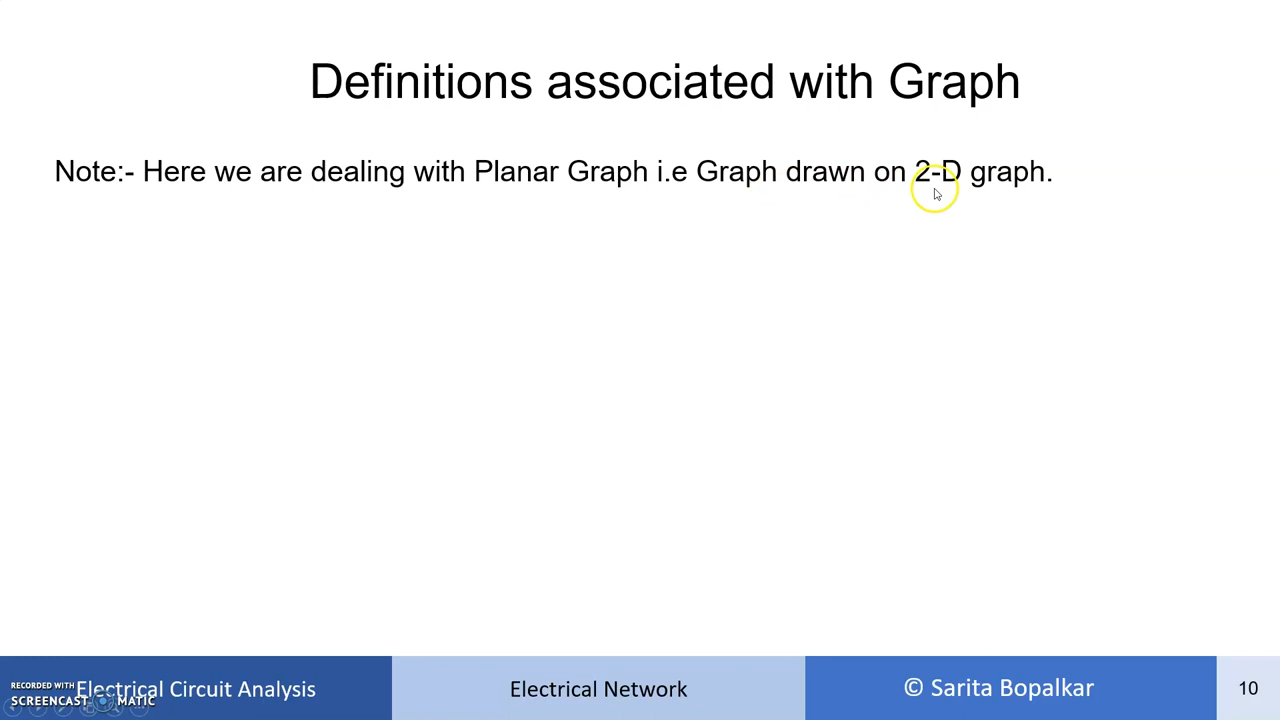 Definitions associated with Graph
Note:- Here we are dealing with Planar Graph i.e Graph drawn on 2-D graph.
Electrical Circuit Analysis
Electrical Network
© Sarita Bopalkar
10
RECORDED WITH
SCREENCAST MATIC